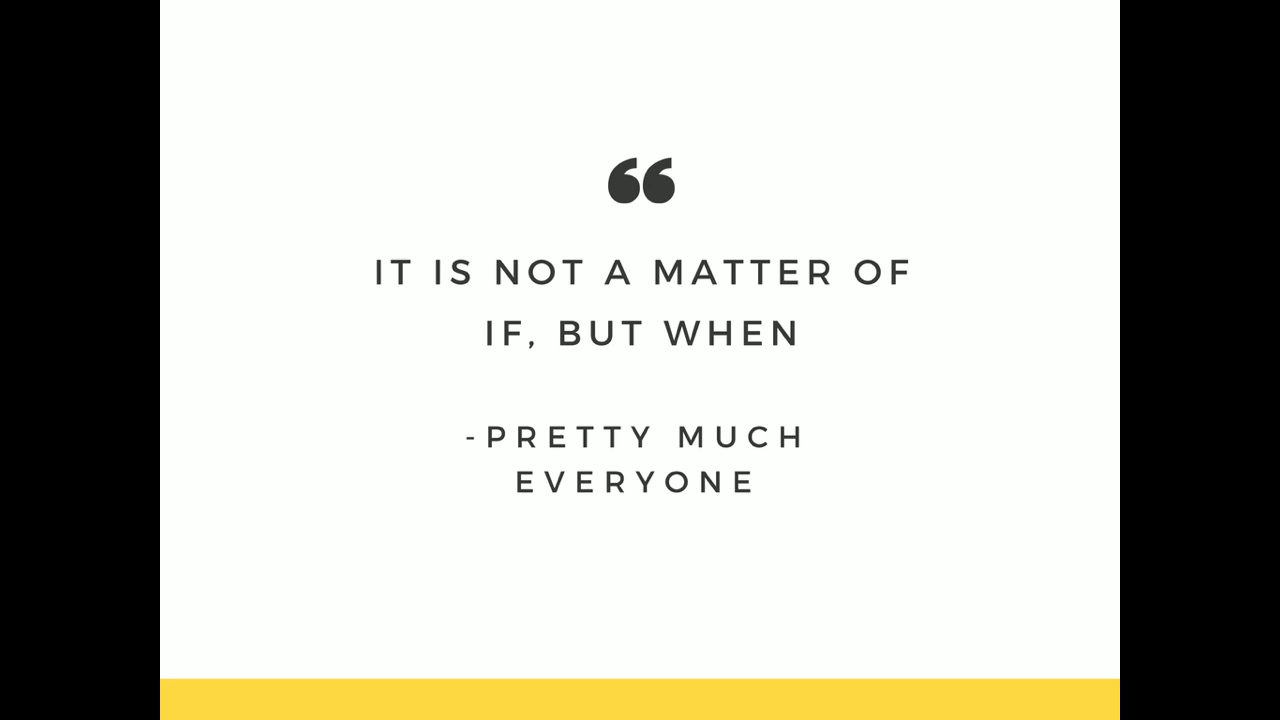 “
IT IS NOT A MATTER OF
IF, BUT WHEN
-PRETTY MUCH
EVERYONE